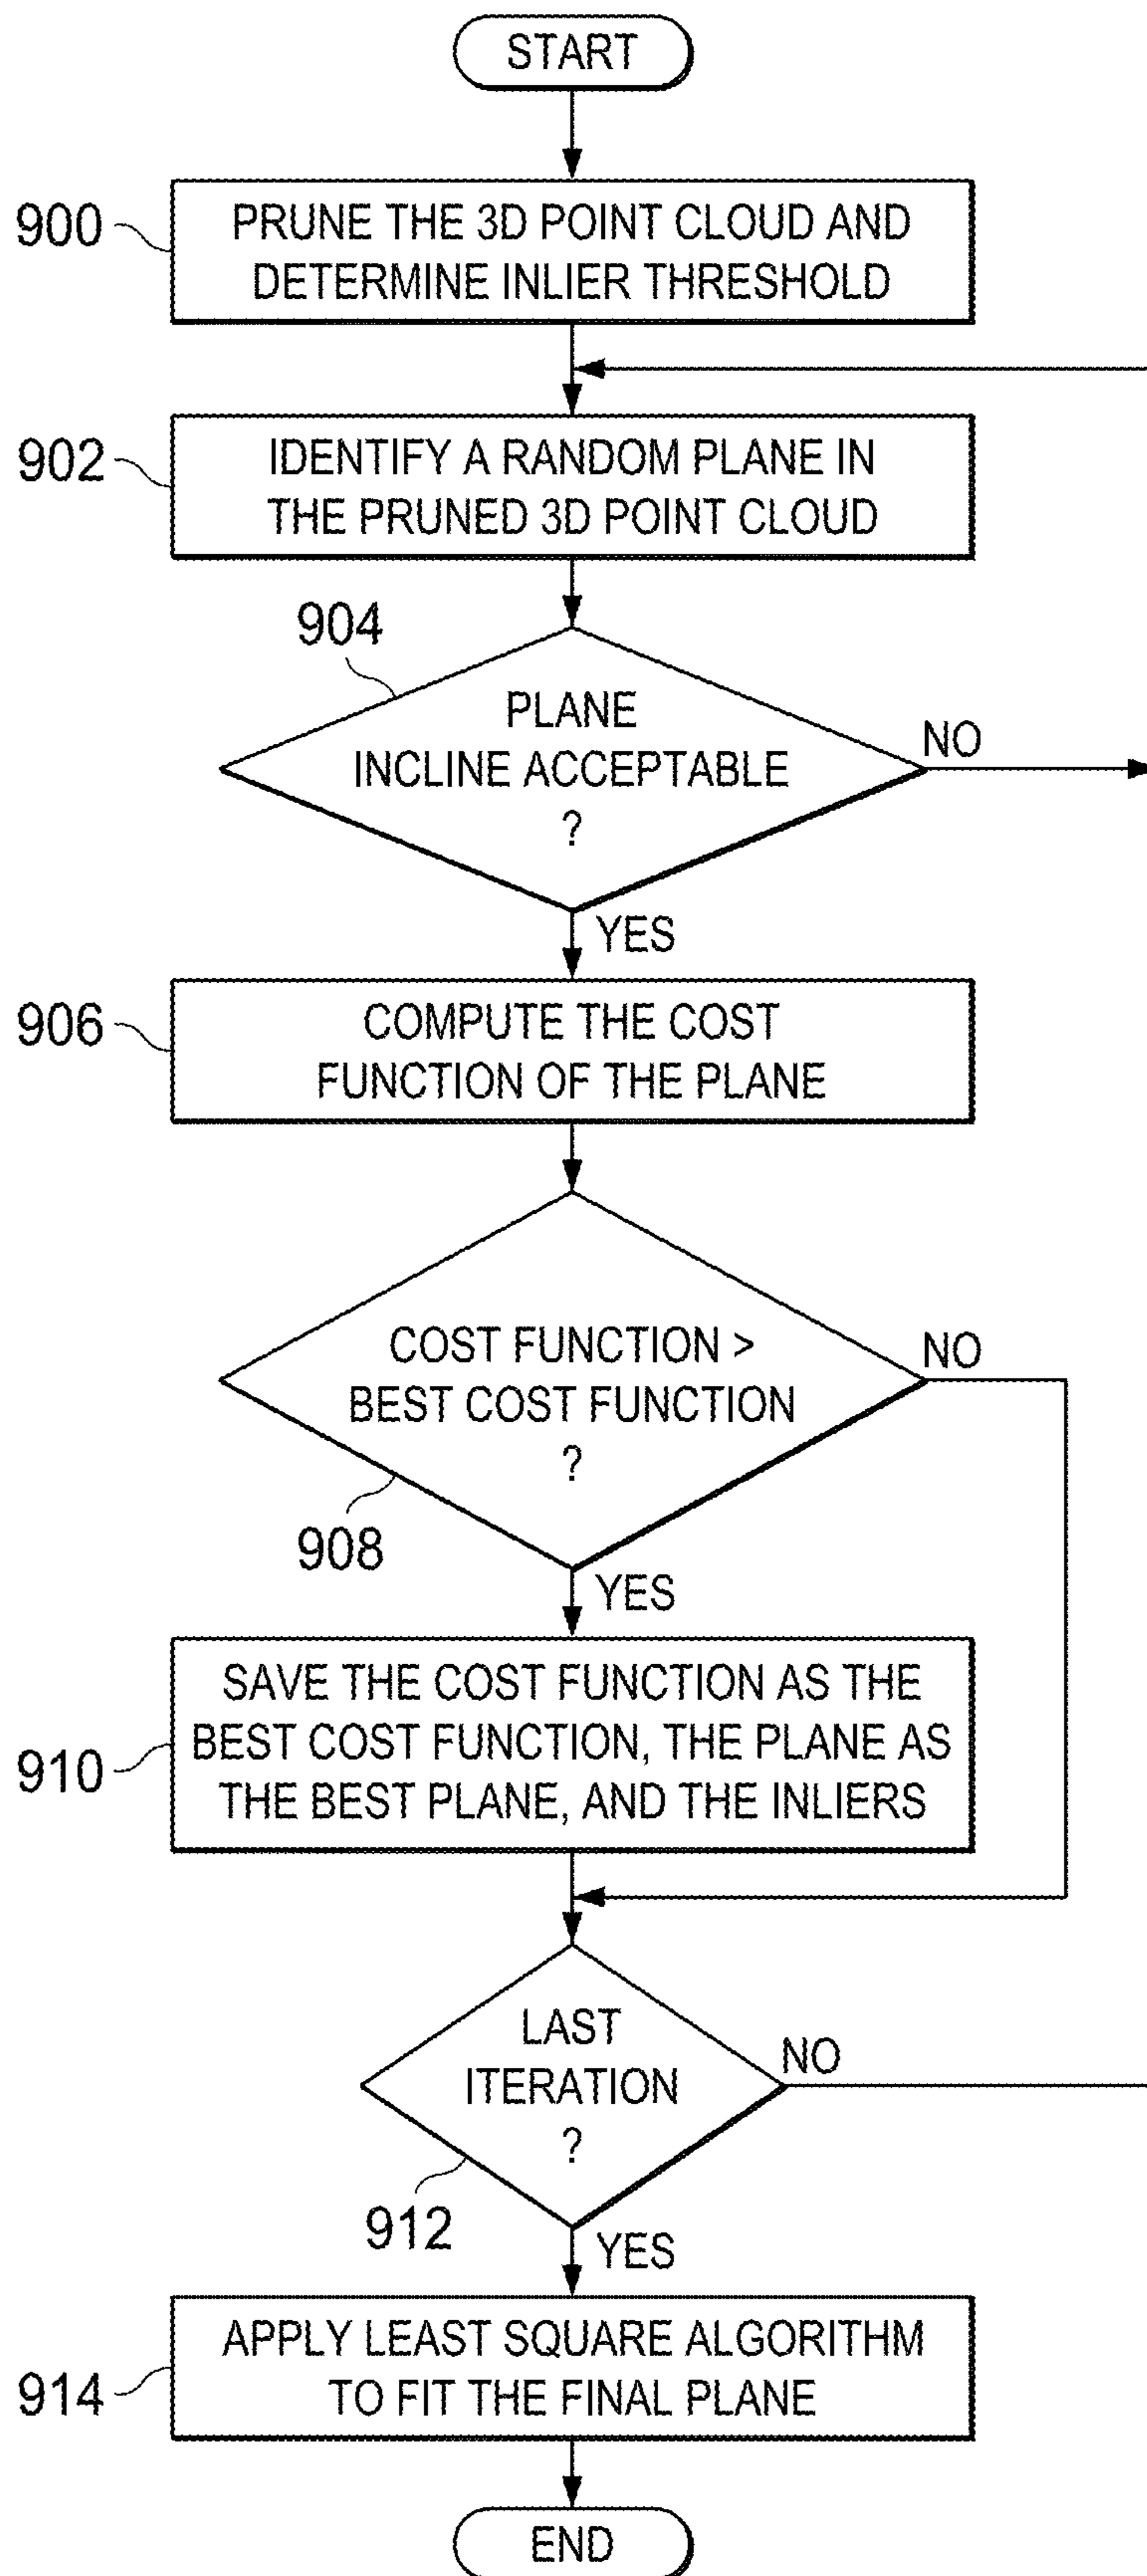 START
900
PRUNE THE 3D POINT CLOUD AND
DETERMINE INLIER THRESHOLD
902
IDENTIFY A RANDOM PLANE IN
THE PRUNED 3D POINT CLOUD
904
PLANE
INCLINE ACCEPTABLE
?
NO
YES
906
COMPUTE THE COST
FUNCTION OF THE PLANE
COST FUNCTION >
BEST COST FUNCTION
?
NO
908
YES
910
SAVE THE COST FUNCTION AS THE
BEST COST FUNCTION, THE PLANE AS
THE BEST PLANE, AND THE INLIERS
LAST
ITERATION
?
NO
912
YES
914
APPLY LEAST SQUARE ALGORITHM
TO FIT THE FINAL PLANE
END